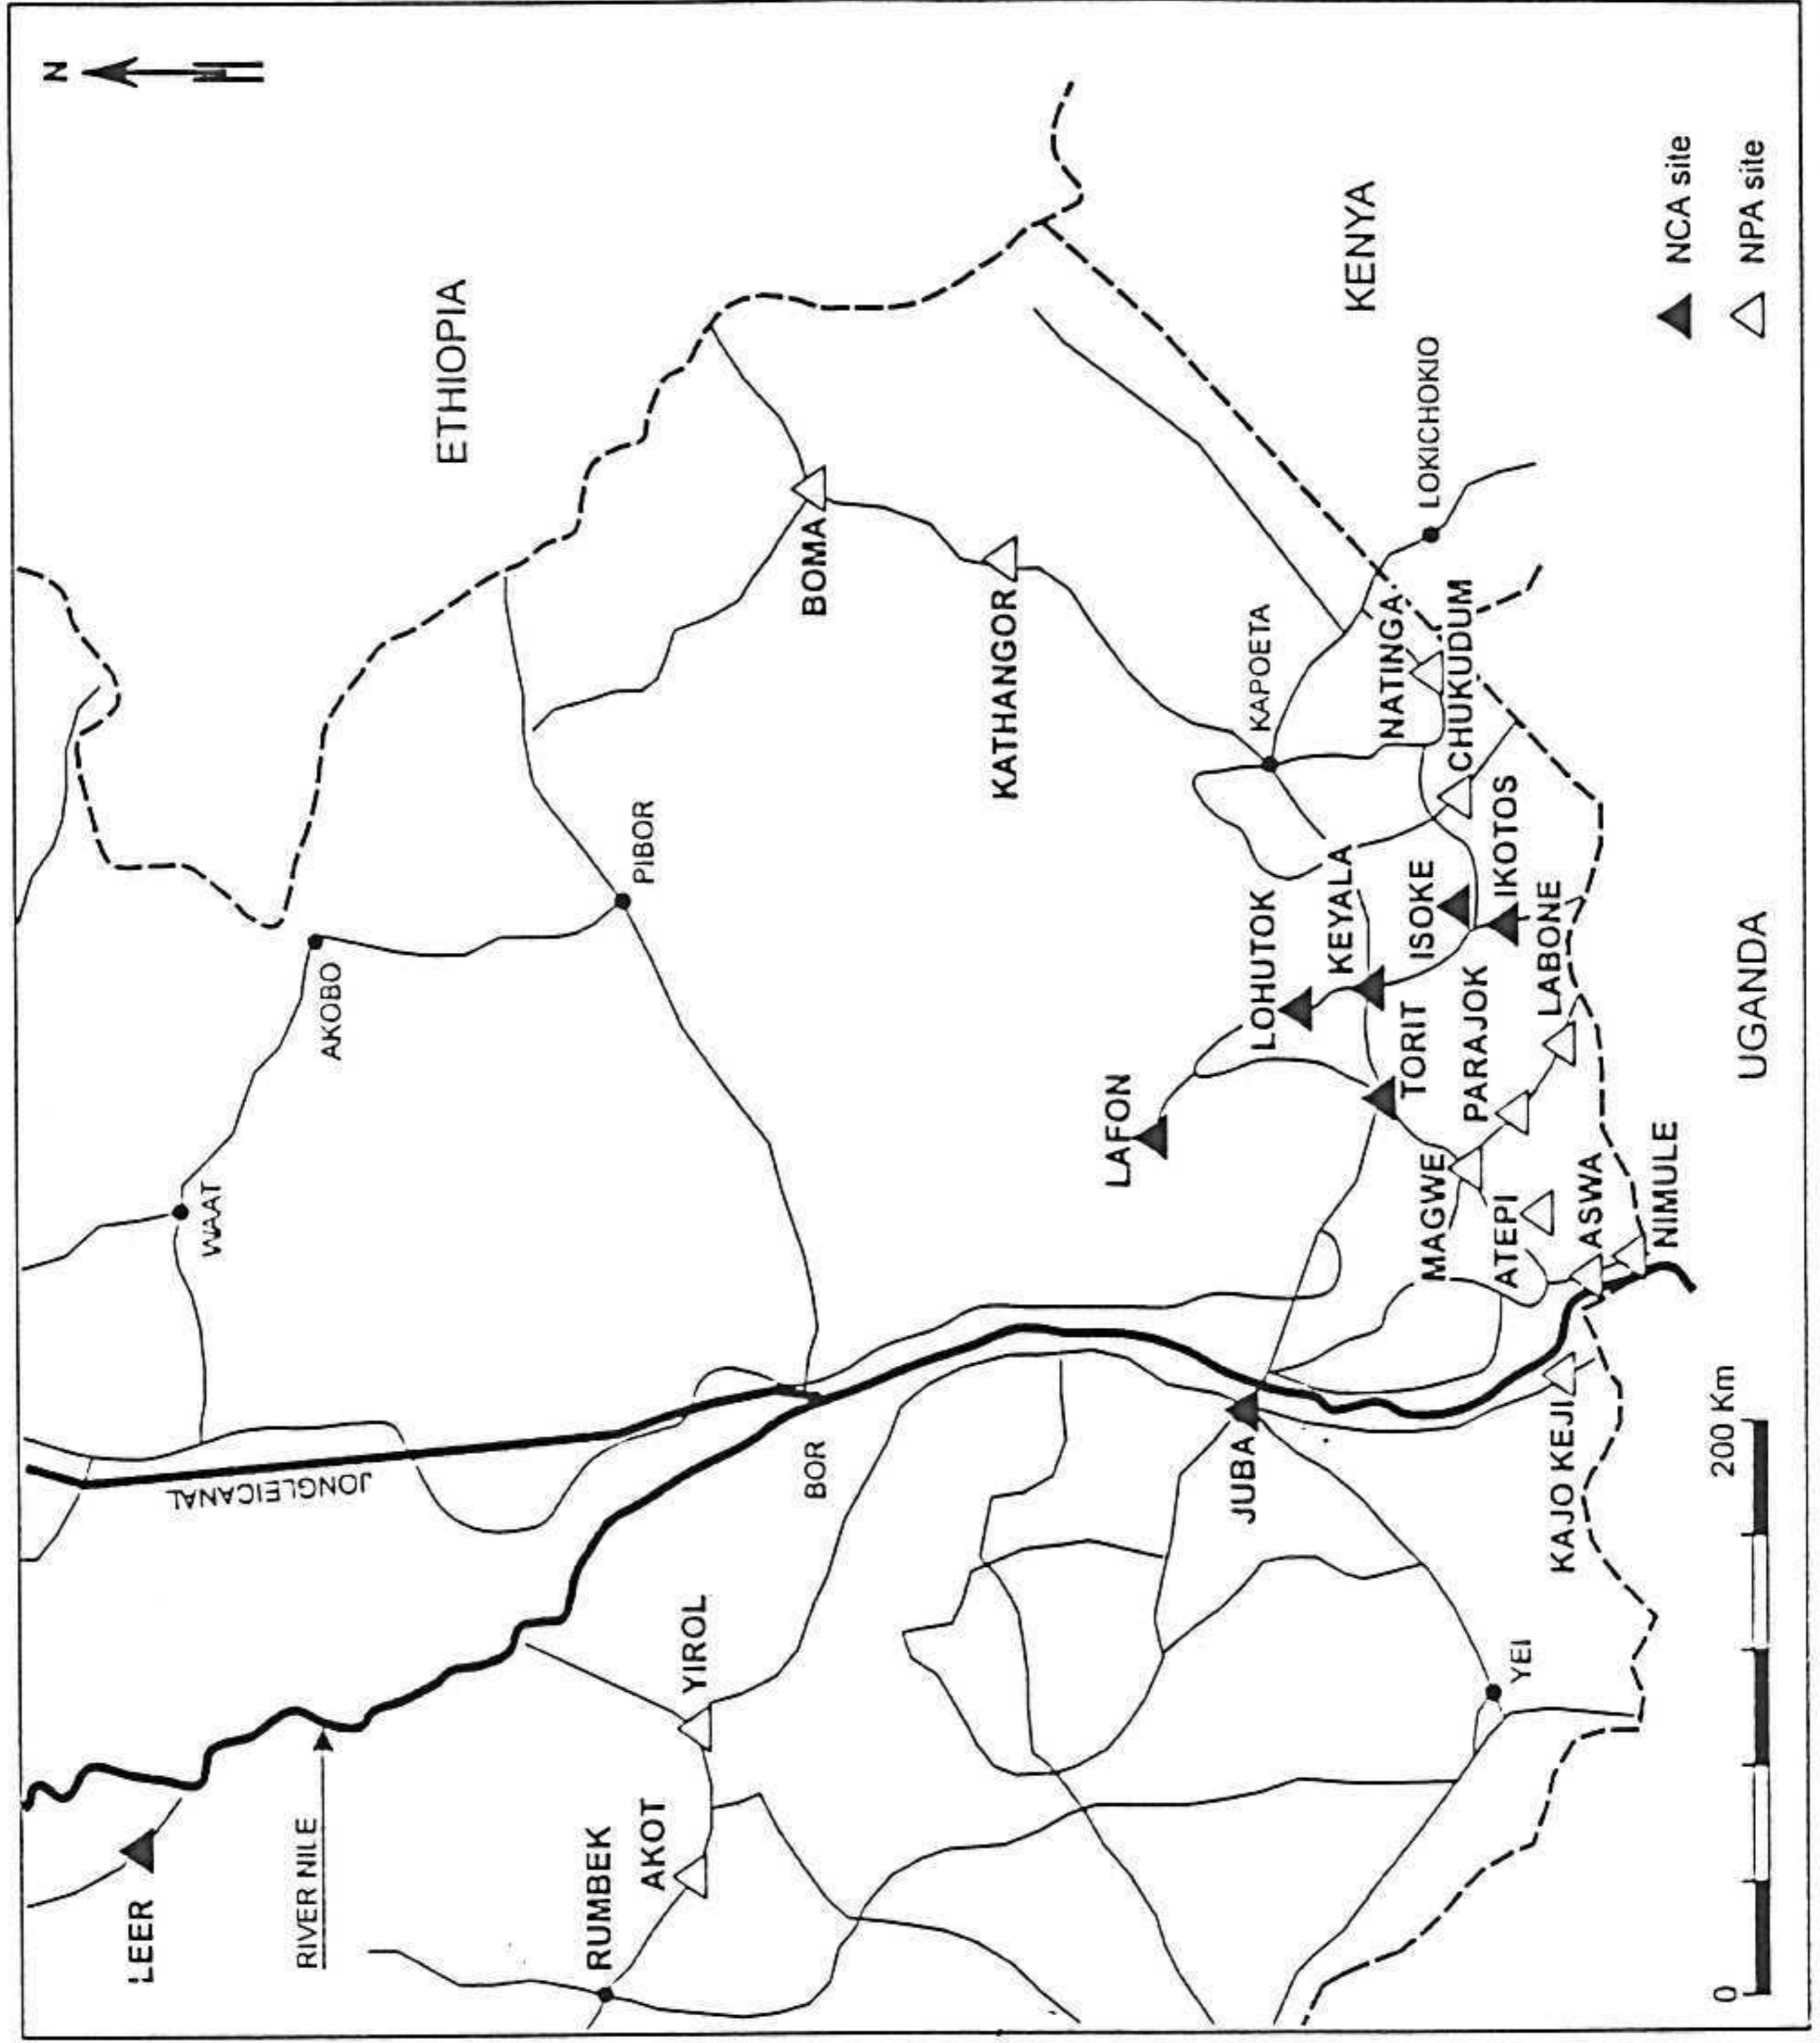 N
ETHIOPIA
LEER
WAAT
AKOBO
RIVER NILE
JONGLEICANAL
PIBOR
RUMBEK
AKOT
YIROL
BOR
BOMA
KATHANGOR
LAFON
LOHUTOK
KAPOETA
KENYA
JUBA
KEYALA
NATINGA
LOKICHOKIO
TORIT
ISOKE
CHUKUDUM
MAGWE
PARAJOK
IKOTOS
YEI
ATEPI
LABONE
KAJO KEJI
ASWA
NIMULE
UGANDA
NCA site
NPA site
0
200 Km